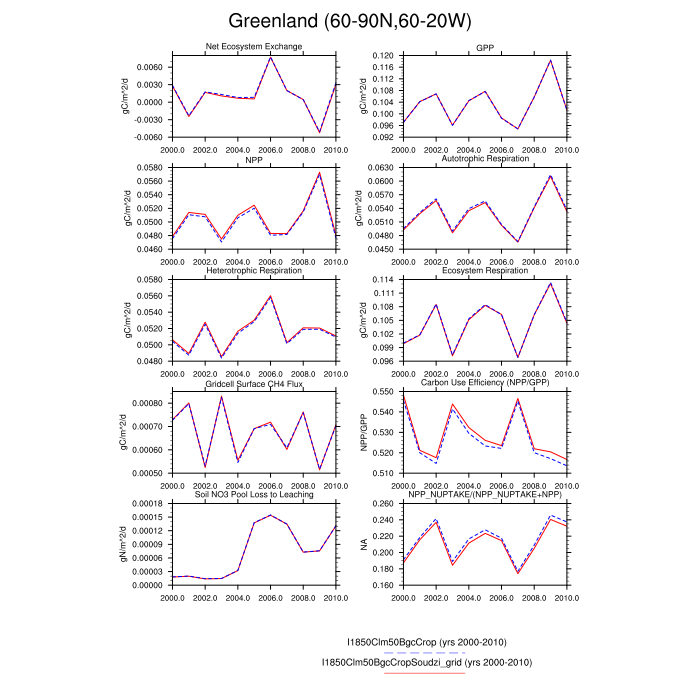 Greenland (60-90N,60-20W)
Net Ecosystem Exchange
gC/m^2/d
0.0060
0.0030
0.0000
-0.0030
-0.0060
2000.0 2002.0 2004.0 2006.0 2008.0 2010.0
GPP
gC/m^2/d
0.120
0.116
0.112
0.108
0.104
0.100
0.096
0.092
2000.0 2002.0 2004.0 2006.0 2008.0 2010.0
NPP
gC/m^2/d
0.0580
0.0560
0.0540
0.0520
0.0500
0.0480
0.0460
2000.0 2002.0 2004.0 2006.0 2008.0 2010.0
Autotrophic Respiration
gC/m^2/d
0.0630
0.0600
0.0570
0.0540
0.0510
0.0480
0.0450
2000.0 2002.0 2004.0 2006.0 2008.0 2010.0
Heterotrophic Respiration
gC/m^2/d
0.0580
0.0560
0.0540
0.0520
0.0500
0.0480
2000.0 2002.0 2004.0 2006.0 2008.0 2010.0
Ecosystem Respiration
gC/m^2/d
0.114
0.111
0.108
0.105
0.102
0.099
0.096
2000.0 2002.0 2004.0 2006.0 2008.0 2010.0
Gridcell Surface CH4 Flux
gC/m^2/d
0.00080
0.00070
0.00060
0.00050
2000.0 2002.0 2004.0 2006.0 2008.0 2010.0
Carbon Use Efficiency (NPP/GPP)
NPP/GPP
0.550
0.540
0.530
0.520
0.510
2000.0 2002.0 2004.0 2006.0 2008.0 2010.0
Soil NO3 Pool Loss to Leaching
gN/m^2/d
0.00018
0.00015
0.00012
0.00009
0.00006
0.00003
0.00000
2000.0 2002.0 2004.0 2006.0 2008.0 2010.0
NPP_NUPTAKE/(NPP_NUPTAKE+NPP)
NA
0.260
0.240
0.220
0.200
0.180
0.160
2000.0 2002.0 2004.0 2006.0 2008.0 2010.0
I1850Clm50BgcCrop (yrs 2000-2010)
I1850Clm50BgcCropSoudzi_grid (yrs 2000-2010)